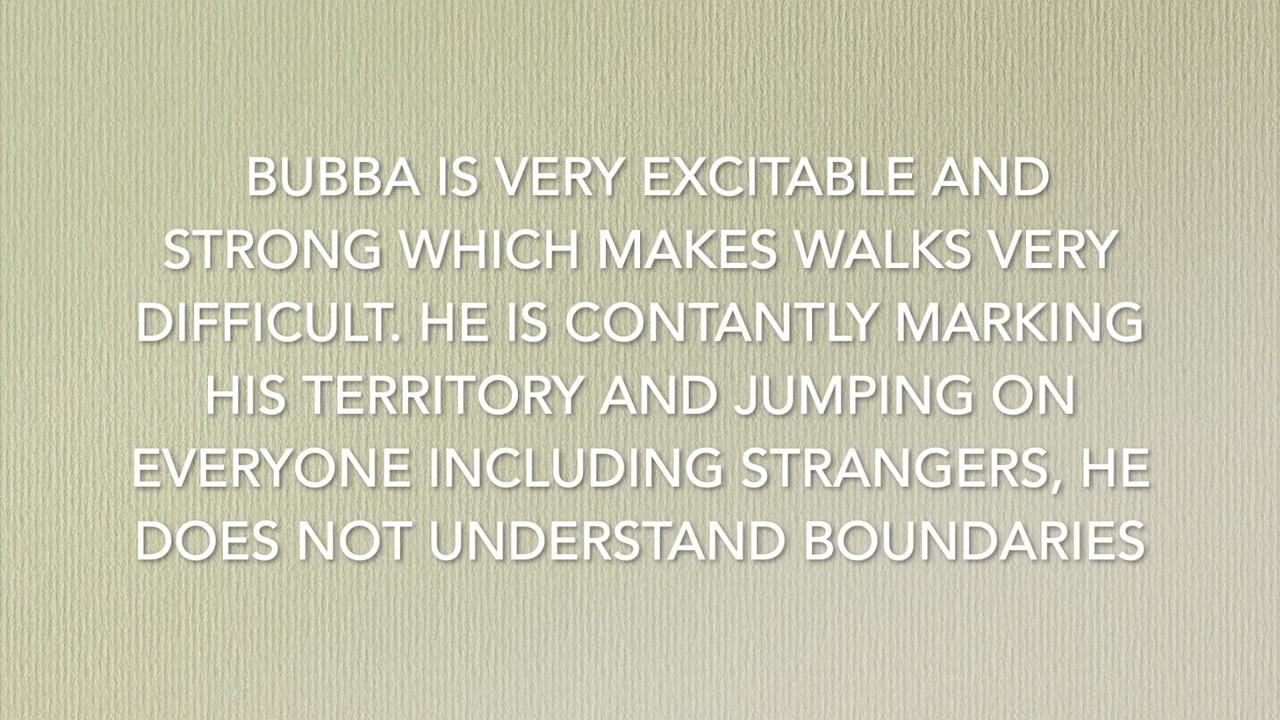 BUBBA IS VERY EXCITABLE AND
STRONG WHICH MAKES WALKS VERY
DIFFICULT. HE IS CONTANTLY MARKING
HIS TERRITORY AND JUMPING ON
EVERYONE INCLUDING STRANGERS, HE
DOES NOT UNDERSTAND BOUNDARIES